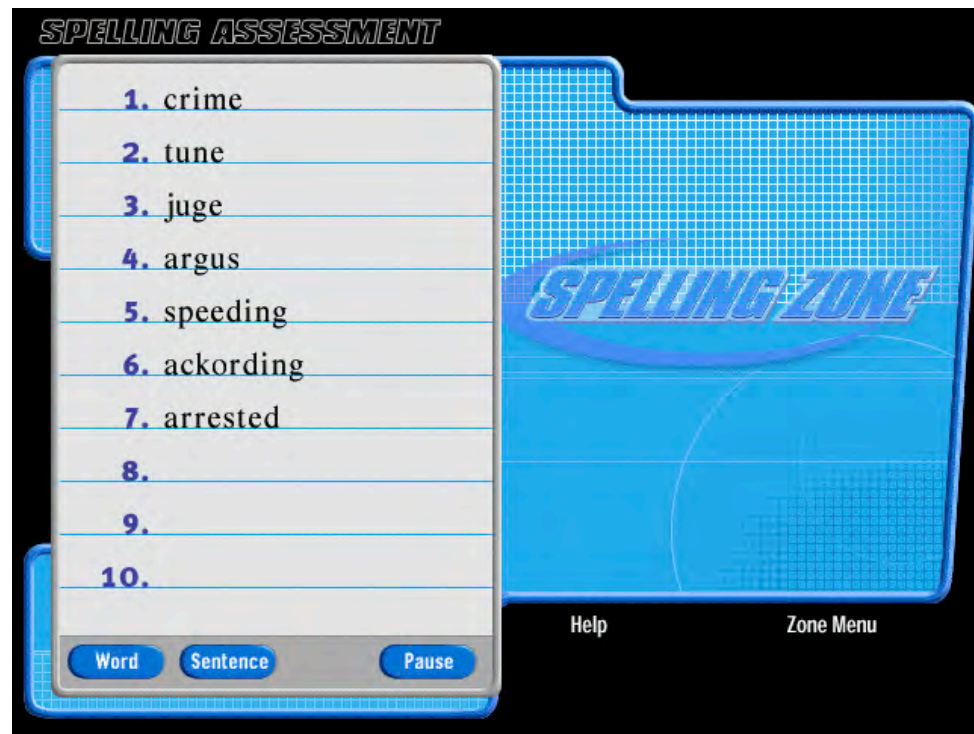 SPELLING ASSESSMENT
1. crime
2. tune
3. juge
4. argus
5. speeding
6. ackording
7. arrested
8.
9.
10.
Word Sentence Pause
SPELLING ZONE
Help Zone Menu